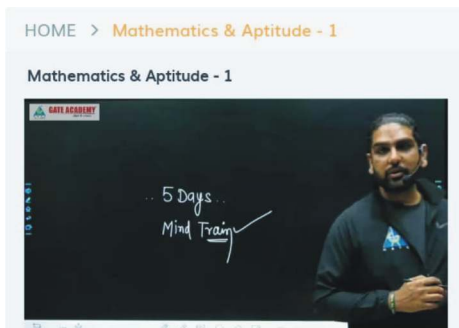 HOME > Mathematics & Aptitude - 1
Mathematics & Aptitude - 1
GATE ACADEMY
.. 5 Days ..
Mind Train